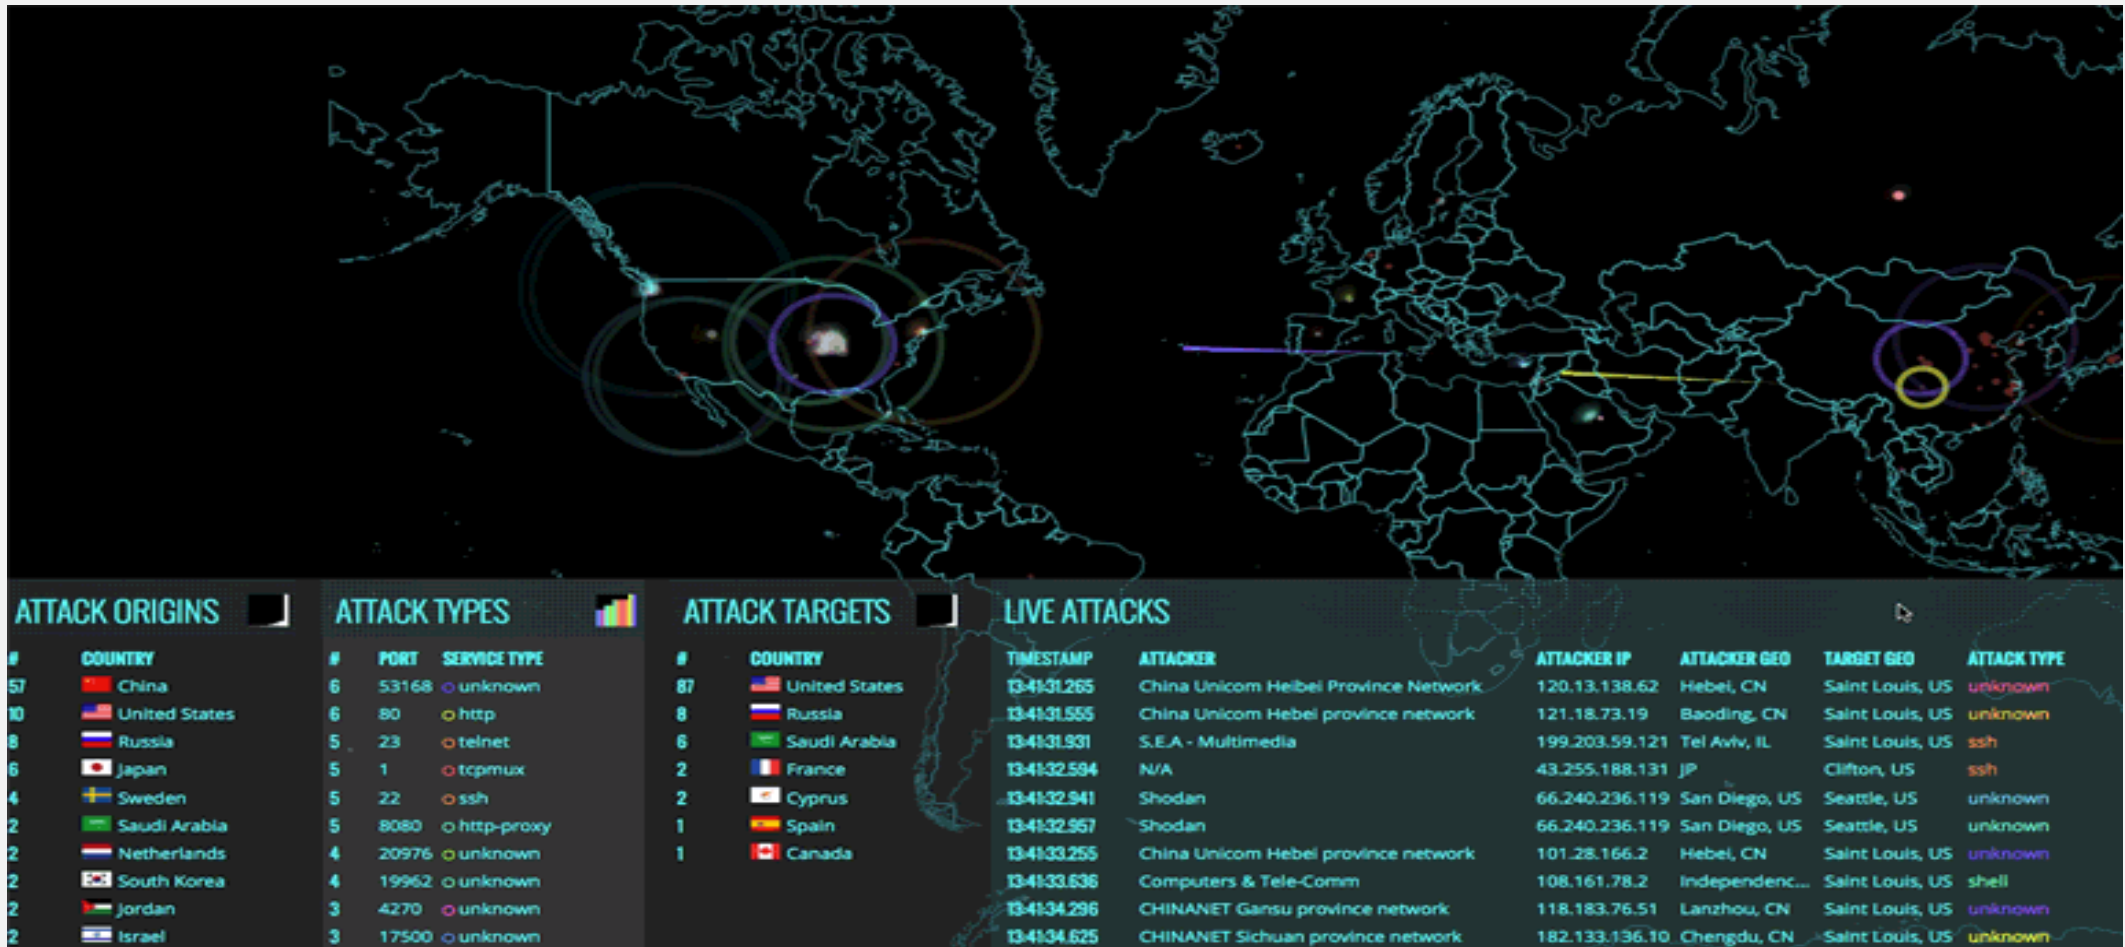 ATTACK ORIGINS
# COUNTRY
57 China
10 United States
8 Russia
6 Japan
4 Sweden
2 Saudi Arabia
2 Netherlands
2 South Korea
2 Jordan
2 Israel
ATTACK TYPES
# PORT SERVICE TYPE
6 53168 unknown
6 80 http
5 23 telnet
5 1 tcpmux
5 22 ssh
5 8080 http-proxy
4 20976 unknown
4 19962 unknown
3 4270 unknown
3 17500 unknown
ATTACK TARGETS
# COUNTRY
87 United States
8 Russia
6 Saudi Arabia
2 France
2 Cyprus
1 Spain
1 Canada
LIVE ATTACKS
TIMESTAMP ATTACKER ATTACKER IP ATTACKER GEO TARGET GEO ATTACK TYPE
13:41:31.265 China Unicom Heibei Province Network 120.13.138.62 Hebei, CN Saint Louis, US unknown
13:41:31.555 China Unicom Hebei province network 121.18.73.19 Baoding, CN Saint Louis, US unknown
13:41:31.931 S.E.A - Multimedia 199.203.59.121 Tel Aviv, IL Saint Louis, US ssh
13:41:32.594 N/A 43.255.188.131 JP Clifton, US ssh
13:41:32.941 Shodan 66.240.236.119 San Diego, US Seattle, US unknown
13:41:32.957 Shodan 66.240.236.119 San Diego, US Seattle, US unknown
13:41:33.255 China Unicom Hebei province network 101.28.166.2 Hebei, CN Saint Louis, US unknown
13:41:33.636 Computers & Tele-Comm 108.161.78.2 Independenc... Saint Louis, US shell
13:41:34.296 CHINANET Gansu province network 118.183.76.51 Lanzhou, CN Saint Louis, US unknown
13:41:34.625 CHINANET Sichuan province network 182.133.136.10 Chengdu, CN Saint Louis, US unknown